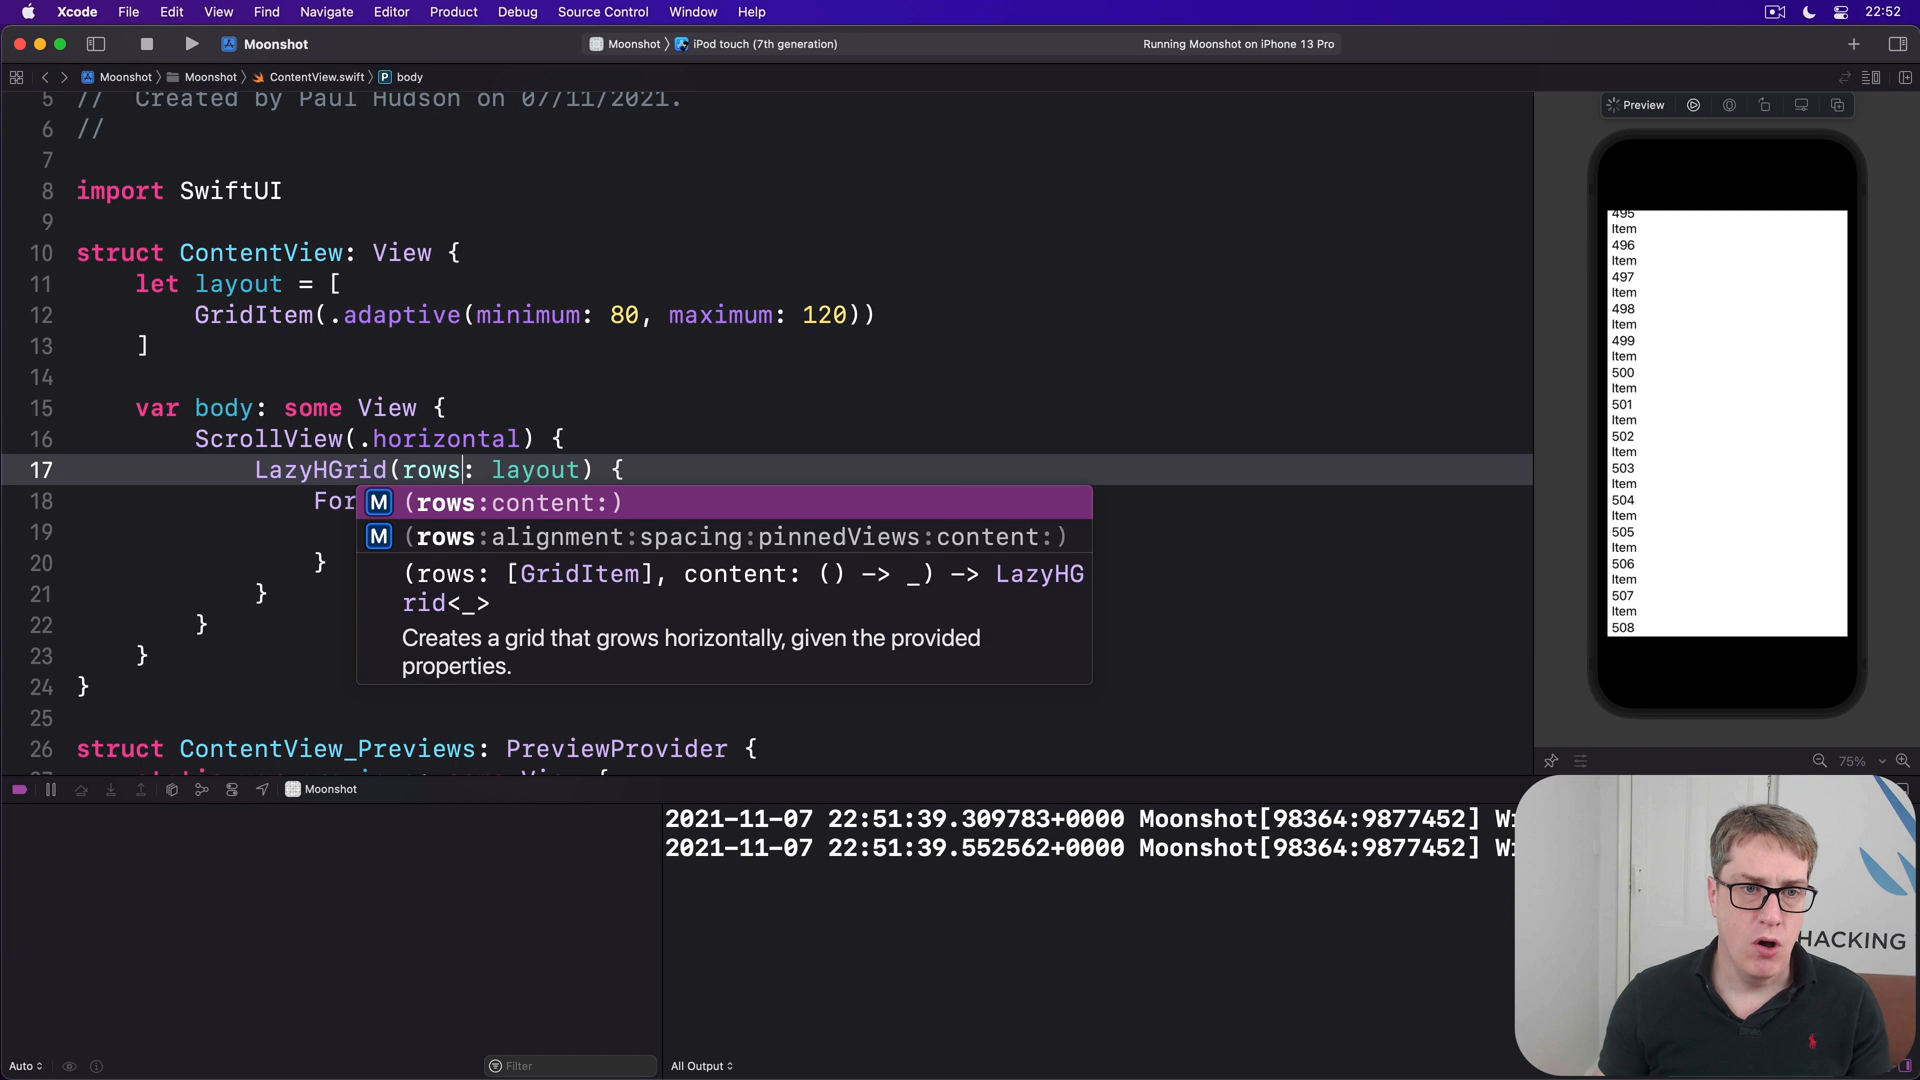 Xcode File Edit View Find Navigate Editor Product Debug Source Control Window Help 22:52
Moonshot Moonshot 〉 iPod touch (7th generation) Running Moonshot on iPhone 13 Pro
Moonshot 〉 Moonshot 〉 ContentView.swift 〉 P body
5 // Created by Paul Hudson on 07/11/2021.
6 //
7
8 import SwiftUI
9
10 struct ContentView: View {
11 let layout = [
12 GridItem(.adaptive(minimum: 80, maximum: 120))
13 ]
14
15 var body: some View {
16 ScrollView(.horizontal) {
17 LazyHGrid(rows: layout) {
18 For
19
20 }
21 }
22 }
23 }
24 }
25
26 struct ContentView_Previews: PreviewProvider {
M (rows:content:)
M (rows:alignment:spacing:pinnedViews:content:)
(rows: [GridItem], content: () -> _) -> LazyHG
rid<_>
Creates a grid that grows horizontally, given the provided
properties.
Preview
495
Item
496
Item
497
Item
498
Item
499
Item
500
Item
501
Item
502
Item
503
Item
504
Item
505
Item
506
Item
507
Item
508
75%
Moonshot
2021-11-07 22:51:39.309783+0000 Moonshot[98364:9877452] W
2021-11-07 22:51:39.552562+0000 Moonshot[98364:9877452] W
HACKING
Auto Filter All Output